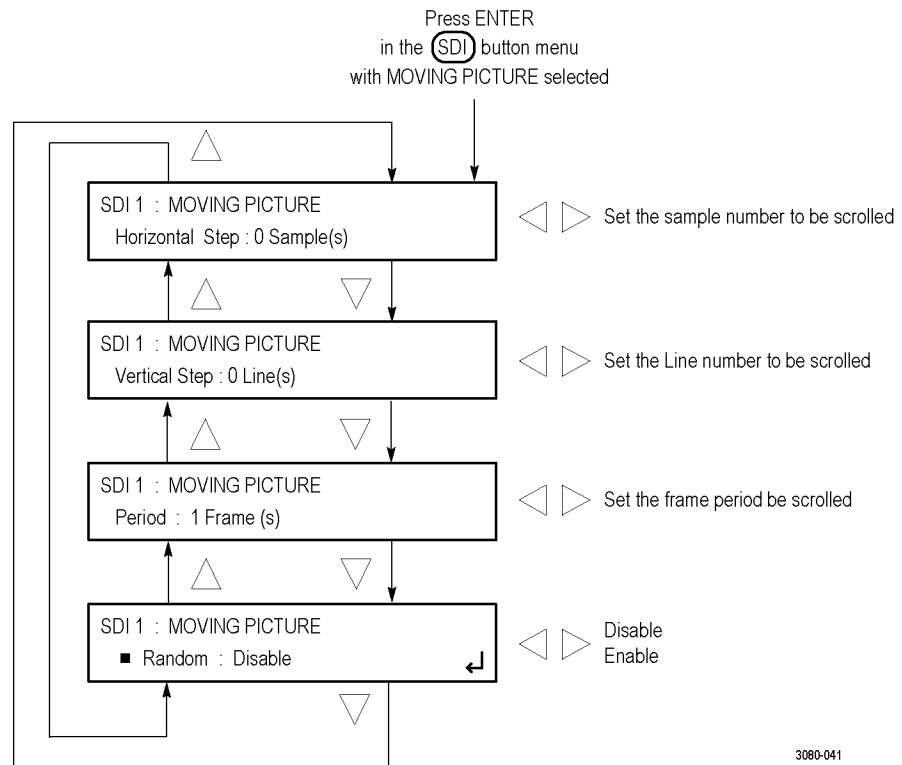 Press ENTER
in the SDI button menu
with MOVING PICTURE selected
SDI 1 : MOVING PICTURE
Horizontal Step : 0 Sample(s)
Set the sample number to be scrolled
SDI 1 : MOVING PICTURE
Vertical Step : 0 Line(s)
Set the Line number to be scrolled
SDI 1 : MOVING PICTURE
Period : 1 Frame (s)
Set the frame period be scrolled
SDI 1 : MOVING PICTURE
■ Random : Disable
Disable
Enable
3080-041